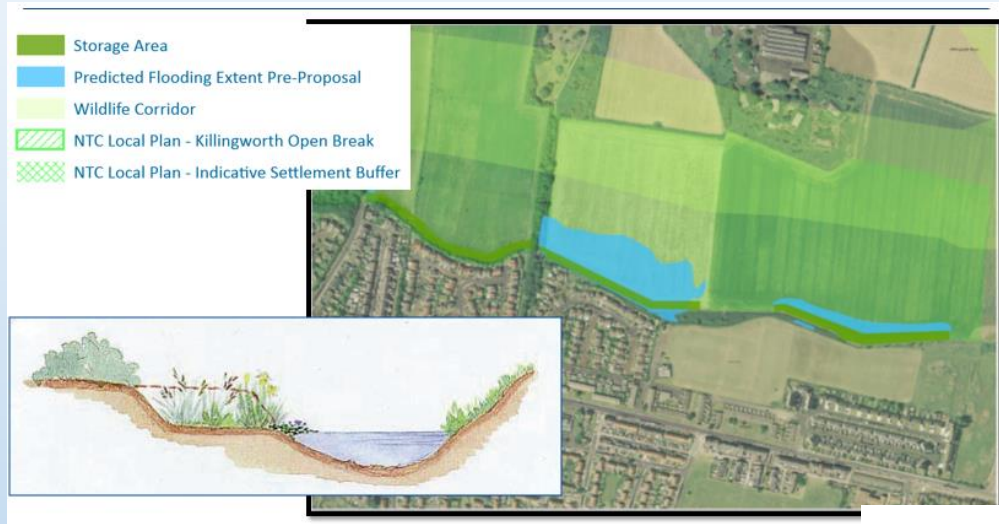 Storage Area
Predicted Flooding Extent Pre-Proposal
Wildlife Corridor
NTC Local Plan - Killingworth Open Break
NTC Local Plan - Indicative Settlement Buffer